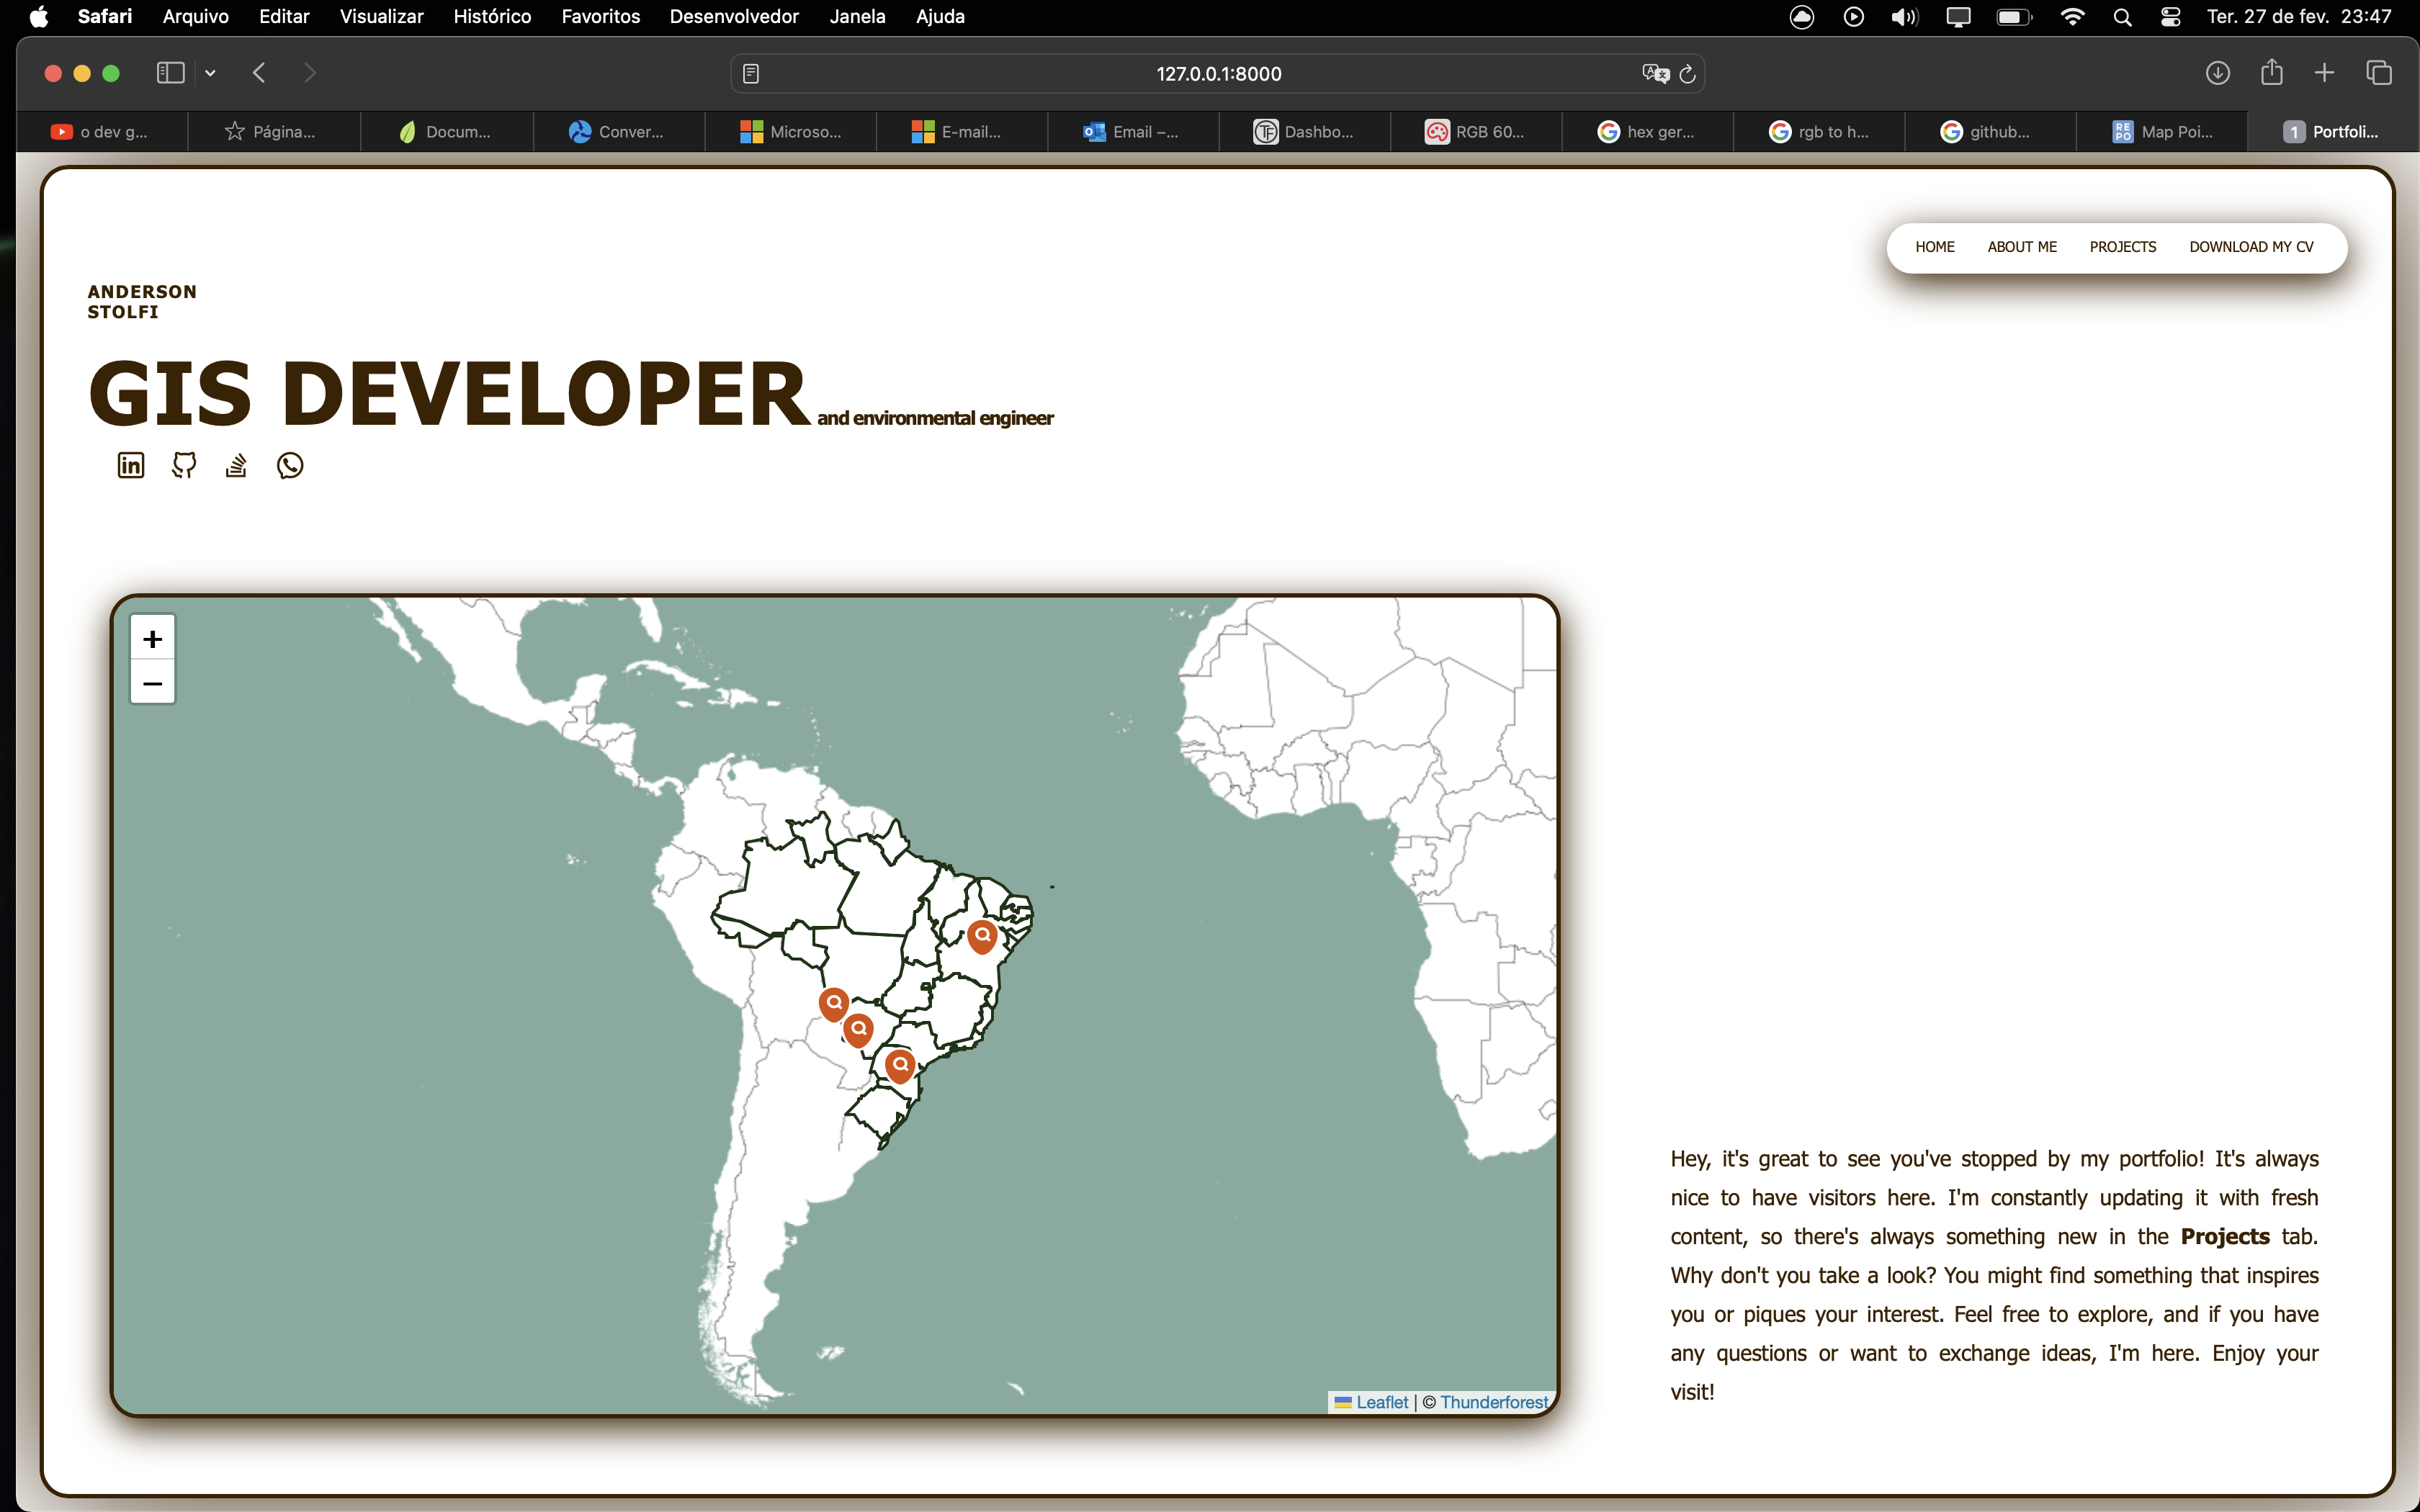 Safari Arquivo Editar Visualizar Histórico Favoritos Desenvolvedor Janela Ajuda Ter. 27 de fev. 23:47
127.0.0.1:8000
o dev g... Página... Docum... Conver... Microso... E-mail... Email –... Dashbo... RGB 60... hex ger... rgb to h... github... REPO Map Poi... 1 Portfoli...
HOME ABOUT ME PROJECTS DOWNLOAD MY CV
ANDERSON
STOLFI
GIS DEVELOPER and environmental engineer
in
+
−
Leaflet | © Thunderforest
Hey, it's great to see you've stopped by my portfolio! It's always
nice to have visitors here. I'm constantly updating it with fresh
content, so there's always something new in the Projects tab.
Why don't you take a look? You might find something that inspires
you or piques your interest. Feel free to explore, and if you have
any questions or want to exchange ideas, I'm here. Enjoy your
visit!